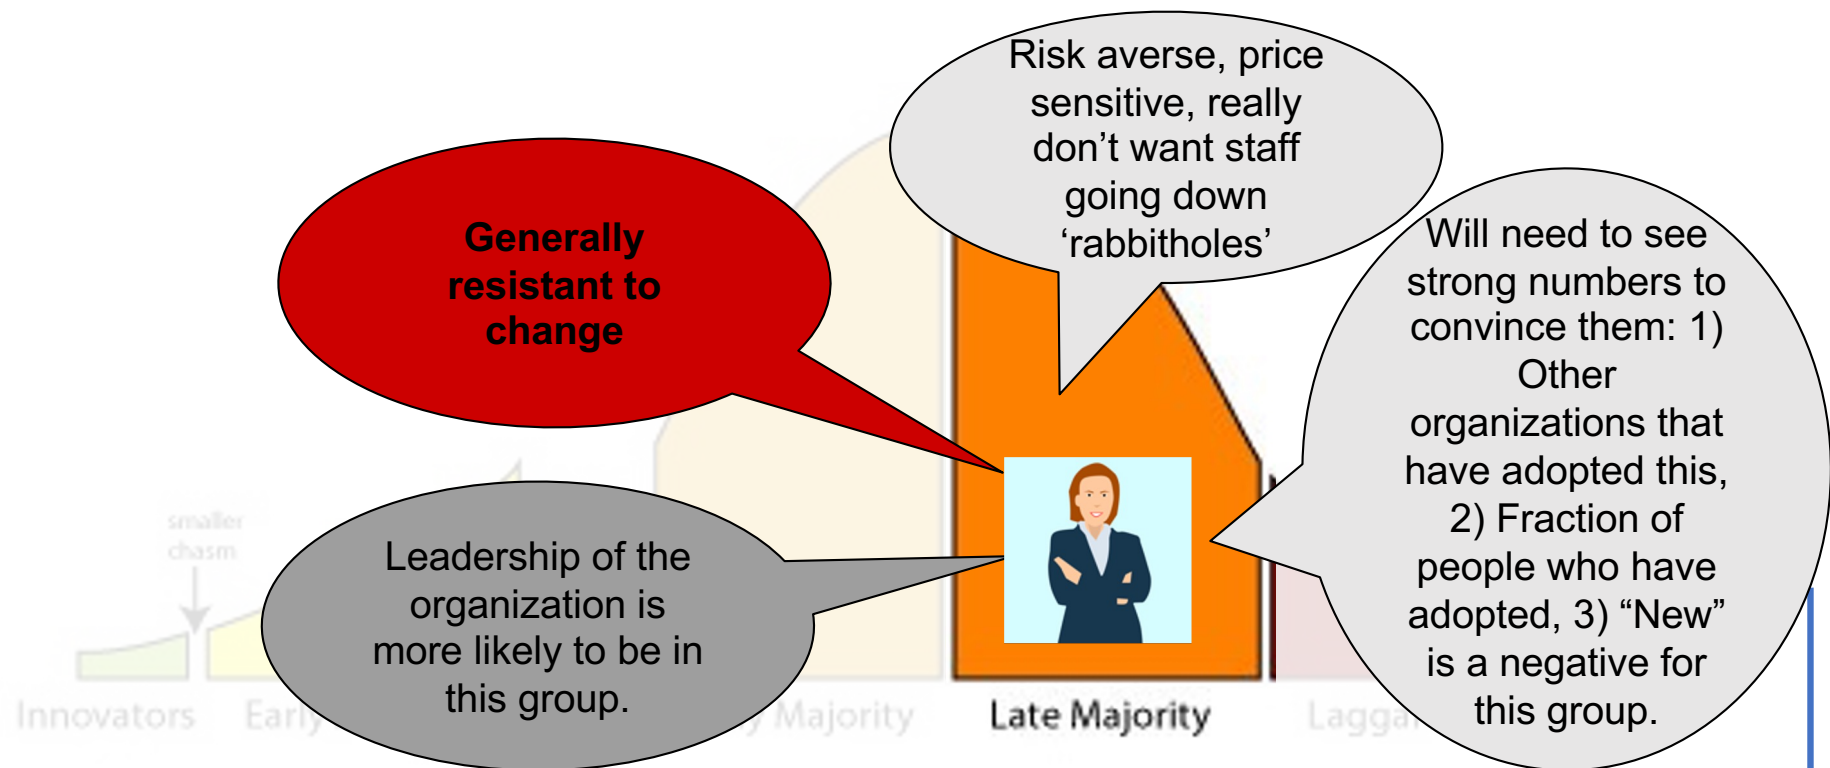 Risk averse, price
sensitive, really
don’t want staff
going down
‘rabbitholes’
Generally
resistant to
change
Will need to see
strong numbers to
convince them: 1)
Other
organizations that
have adopted this,
2) Fraction of
people who have
adopted, 3) “New”
is a negative for
this group.
smaller
chasm
Leadership of the
organization is
more likely to be in
this group.
Innovators
Majority
Late Majority